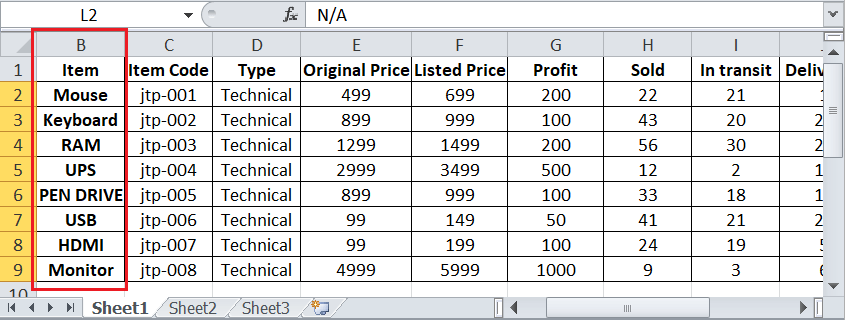 L2 fx N/A
B C D E F G H I
1 Item Item Code Type Original Price Listed Price Profit Sold In transit Deliv
2 Mouse jtp-001 Technical 499 699 200 22 21 1
3 Keyboard jtp-002 Technical 899 999 100 43 20 2
4 RAM jtp-003 Technical 1299 1499 200 56 30 2
5 UPS jtp-004 Technical 2999 3499 500 12 2 1
6 PEN DRIVE jtp-005 Technical 899 999 100 33 18 1
7 USB jtp-006 Technical 99 149 50 41 21 2
8 HDMI jtp-007 Technical 99 199 100 24 19 5
9 Monitor jtp-008 Technical 4999 5999 1000 9 3 6
10
Sheet1 Sheet2 Sheet3